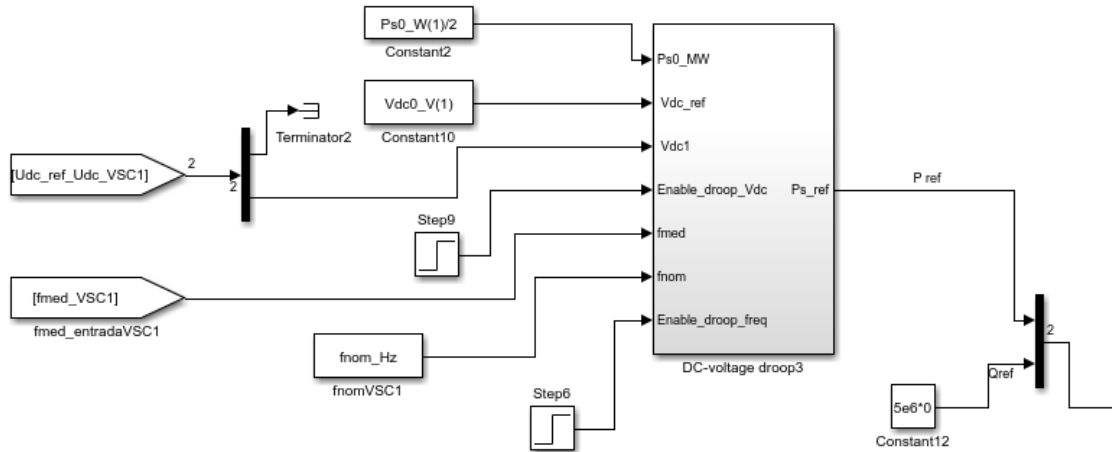 Ps0_W(1)/2
Constant2
Ps0_MW
Vdc0_V(1)
Constant10
Vdc_ref
Terminator2
Vdc1
[Udc_ref_Udc_VSC1]
2
2
Enable_droop_Vdc
Ps_ref
P ref
Step9
fmed
[fmed_VSC1]
fmed_entradaVSC1
fnom
Enable_droop_freq
fnom_Hz
fnomVSC1
DC-voltage droop3
2
Step6
Qref
5e6*0
Constant12